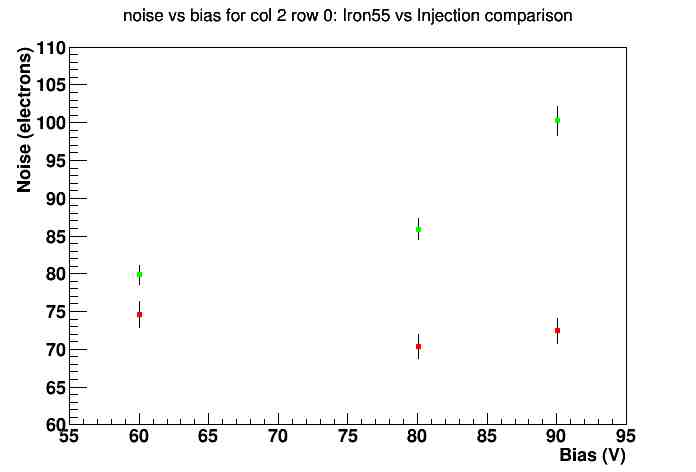 noise vs bias for col 2 row 0: Iron55 vs Injection comparison
Noise (electrons)
110
105
100
95
90
85
80
75
70
65
60
55 60 65 70 75 80 85 90 95
Bias (V)